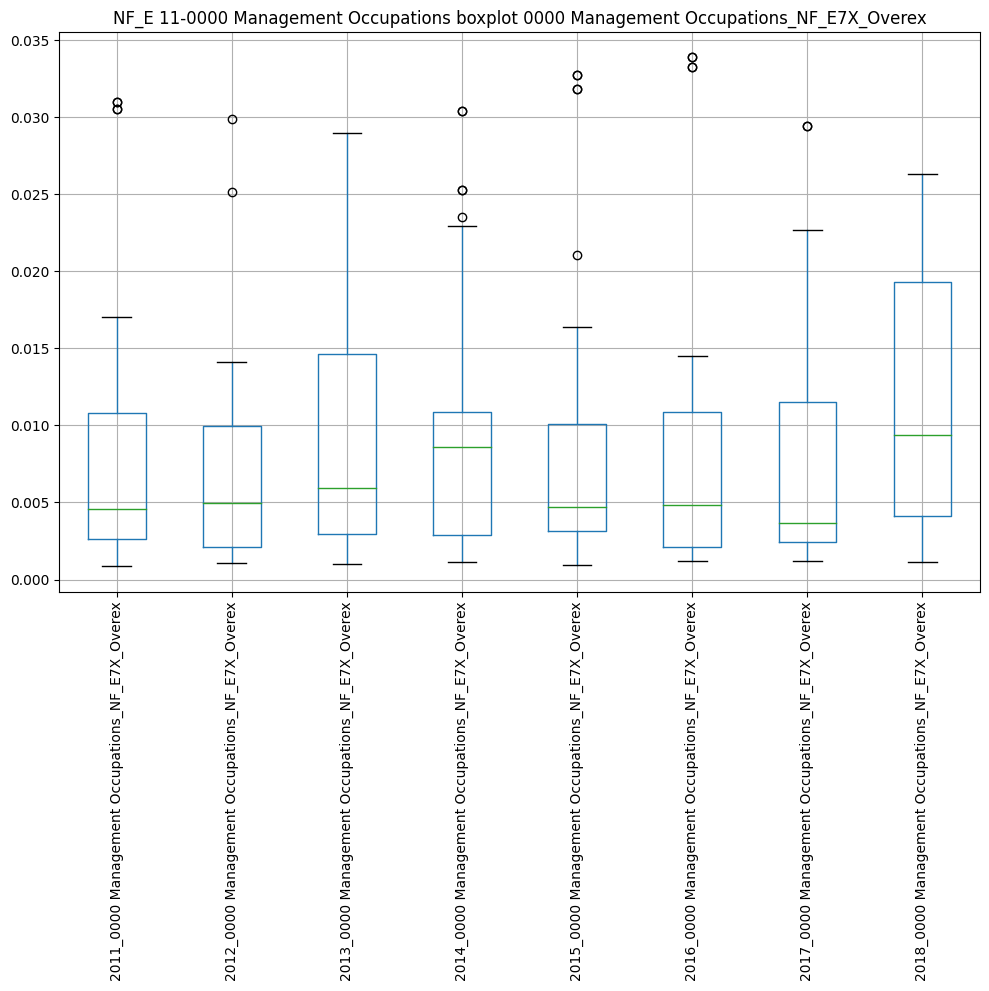 NF_E 11-0000 Management Occupations boxplot 0000 Management Occupations_NF_E7X_Overex
0.035
0.030
0.025
0.020
0.015
0.010
0.005
0.000
2011_0000 Management Occupations_NF_E7X_Overex
2012_0000 Management Occupations_NF_E7X_Overex
2013_0000 Management Occupations_NF_E7X_Overex
2014_0000 Management Occupations_NF_E7X_Overex
2015_0000 Management Occupations_NF_E7X_Overex
2016_0000 Management Occupations_NF_E7X_Overex
2017_0000 Management Occupations_NF_E7X_Overex
2018_0000 Management Occupations_NF_E7X_Overex